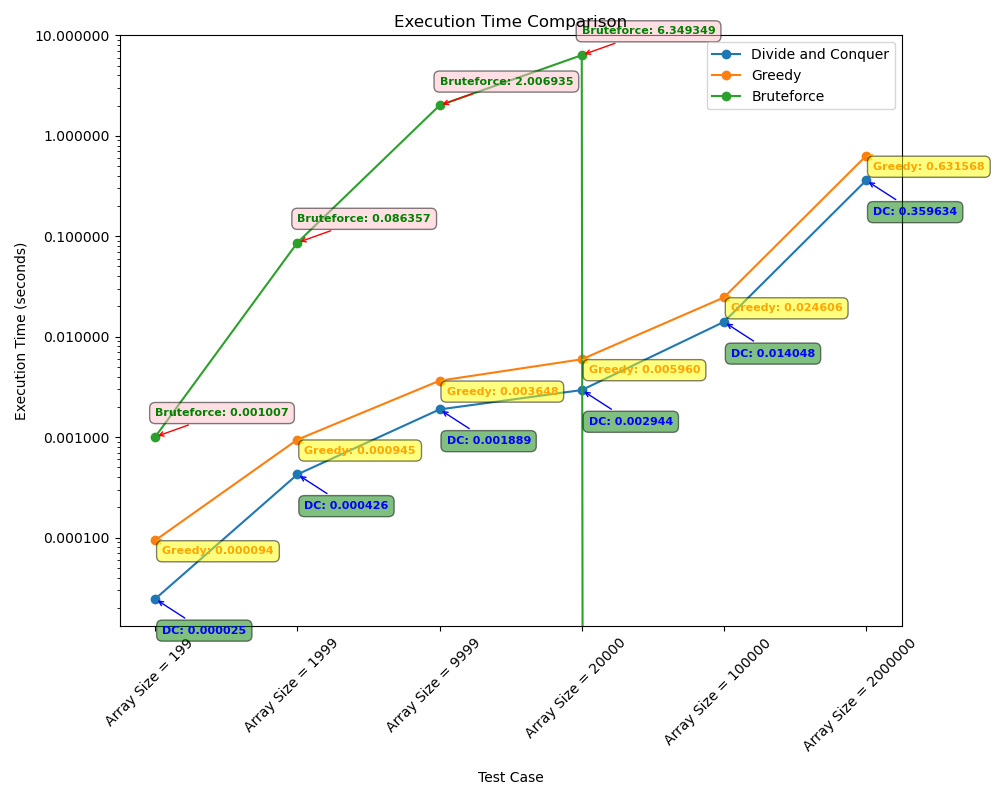 Execution Time Comparison
Bruteforce: 6.349349
10.000000
Divide and Conquer
Greedy
Bruteforce
Bruteforce: 2.006935
1.000000
Greedy: 0.631568
Bruteforce: 0.086357
DC: 0.359634
0.100000
Greedy: 0.024606
0.010000
DC: 0.014048
Greedy: 0.005960
Greedy: 0.003648
Bruteforce: 0.001007
DC: 0.002944
0.001000
DC: 0.001889
Greedy: 0.000945
DC: 0.000426
0.000100
Greedy: 0.000094
DC: 0.000025
Execution Time (seconds)
Array Size = 199
Array Size = 1999
Array Size = 9999
Array Size = 20000
Array Size = 100000
Array Size = 2000000
Test Case